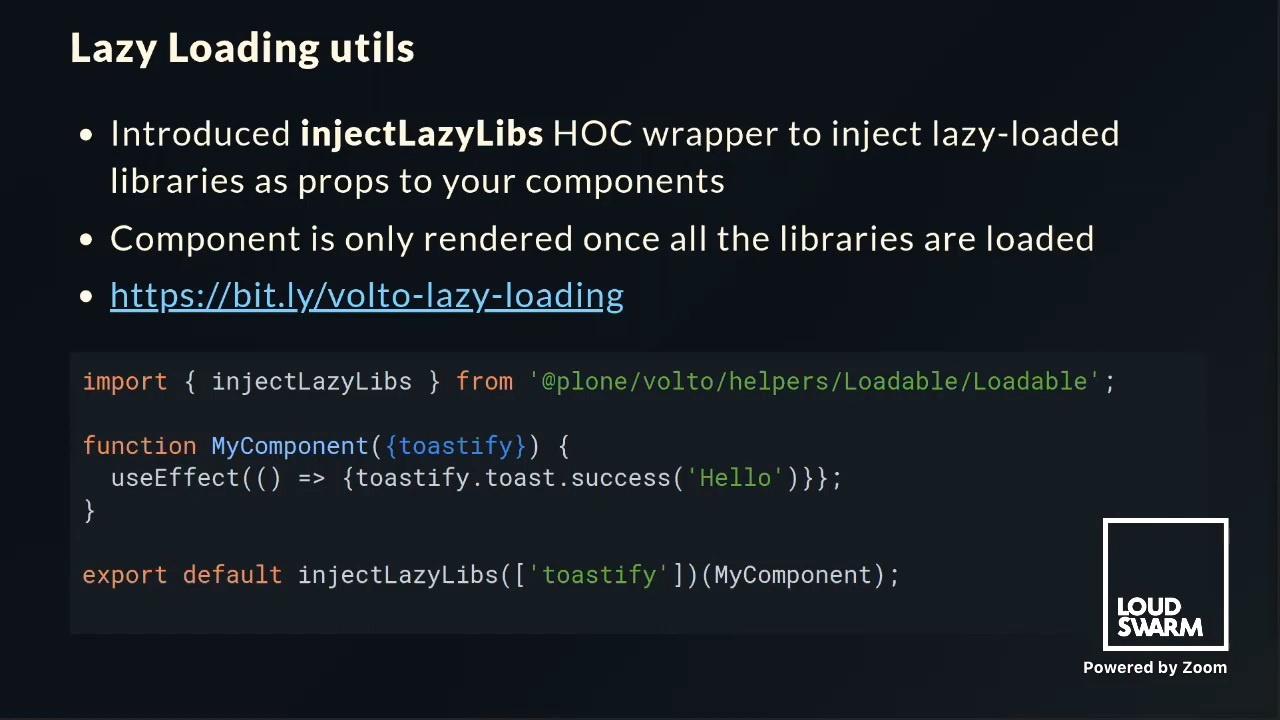 Lazy Loading utils
• Introduced injectLazyLibs HOC wrapper to inject lazy-loaded
libraries as props to your components
• Component is only rendered once all the libraries are loaded
• https://bit.ly/volto-lazy-loading
import { injectLazyLibs } from '@plone/volto/helpers/Loadable/Loadable';

function MyComponent({toastify}) {
  useEffect(() => {toastify.toast.success('Hello')}};
}

export default injectLazyLibs(['toastify'])(MyComponent);
LOUD
SWARM
Powered by Zoom